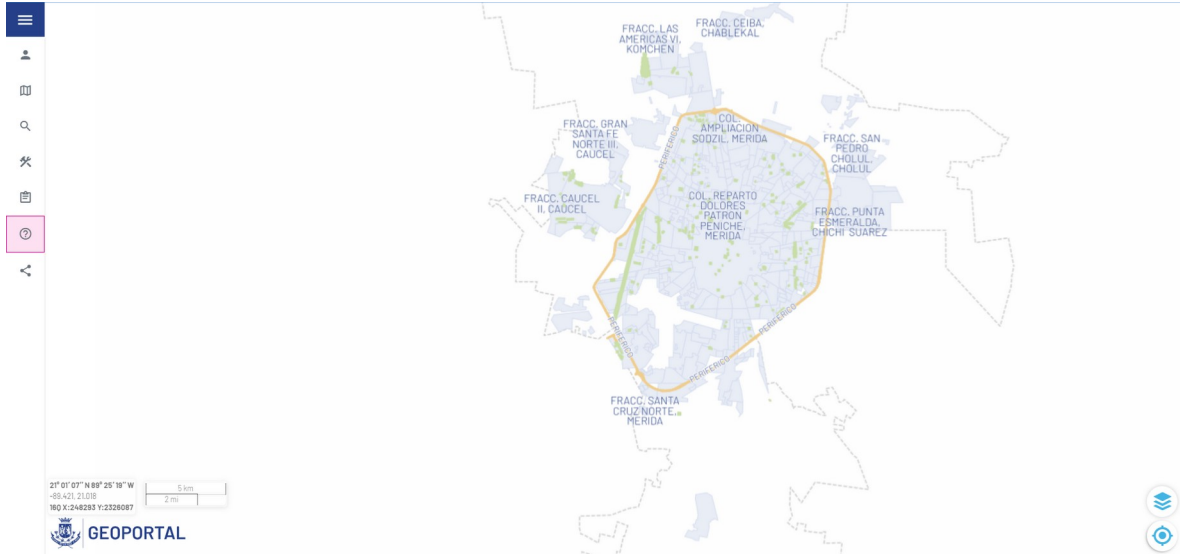 FRACC. LAS
AMERICAS VI,
KOMCHEN
FRACC. CEIBA,
CHABLEKAL
FRACC. GRAN
SANTA FE
NORTE III,
CAUCEL
PERIFERICO
COL.
AMPLIACION
SODZIL, MERIDA
FRACC. SAN
PEDRO
CHOLUL,
CHOLUL
FRACC. CAUCEL
II, CAUCEL
COL. REPARTO
DOLORES
PATRON
PENICHE,
MERIDA
FRACC. PUNTA
ESMERALDA,
CHICHI SUAREZ
PERIFERICO
PERIFERICO
PERIFERICO
FRACC. SANTA
CRUZ NORTE,
MERIDA
21° 01' 07'' N 89° 25' 19'' W
-89.421, 21.018
16Q X:248293 Y:2326087
5 km
2 mi
GEOPORTAL